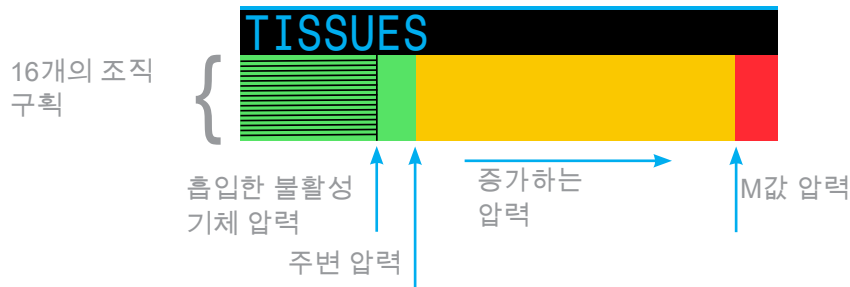 TISSUES
16개의 조직
구획
{
흡입한 불활성
기체 압력
주변 압력
증가하는
압력
M값 압력